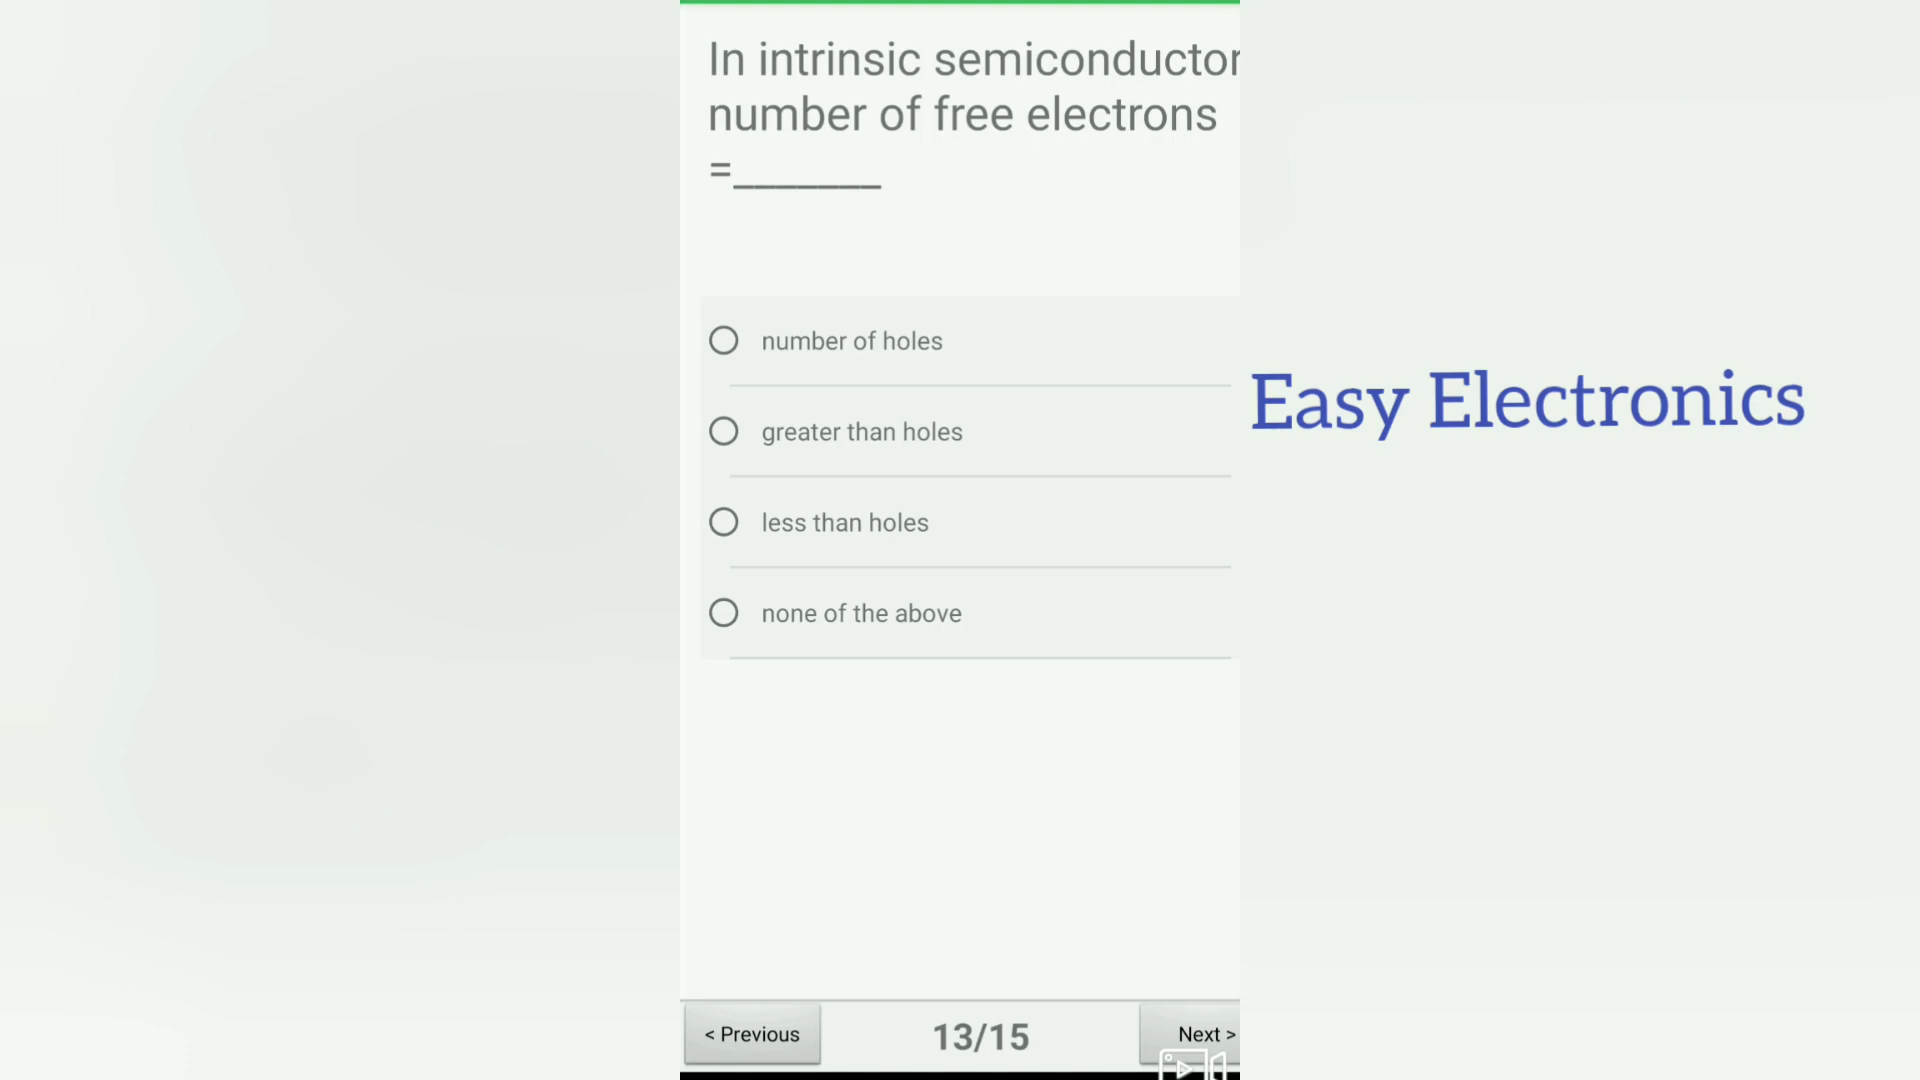 In intrinsic semiconductor
number of free electrons
=_______
number of holes
greater than holes
less than holes
none of the above
Easy Electronics
< Previous
13/15
Next >